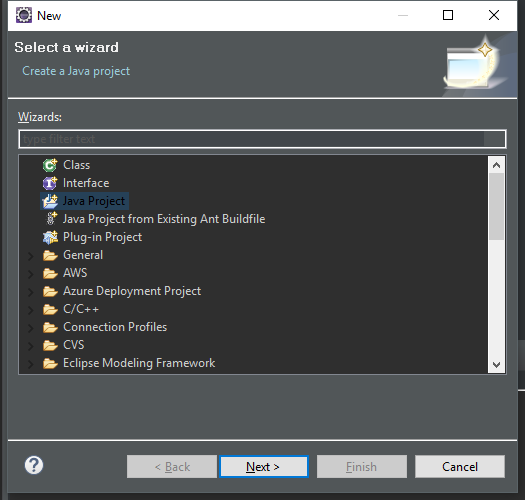 New
Select a wizard
Create a Java project
Wizards:
type filter text
Class
Interface
Java Project
Java Project from Existing Ant Buildfile
Plug-in Project
General
AWS
Azure Deployment Project
C/C++
Connection Profiles
CVS
Eclipse Modeling Framework
?
< Back
Next >
Finish
Cancel